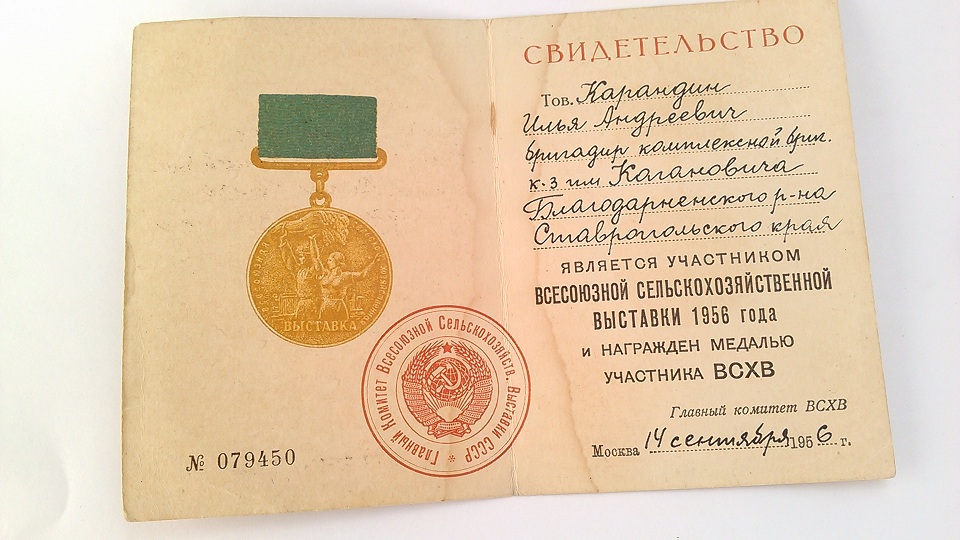 ВЫСТАВКА
Главный Комитет Всесоюзной Сельскохозяйств. Выставки СССР *
№ 079450
СВИДЕТЕЛЬСТВО
Тов. Карандин
Илья Андреевич
бригадир комплексной бриг.
к-з им Кагановича
Благодарненского р-на
Ставропольского края
ЯВЛЯЕТСЯ УЧАСТНИКОМ
ВСЕСОЮЗНОЙ СЕЛЬСКОХОЗЯЙСТВЕННОЙ
ВЫСТАВКИ 1956 года
И НАГРАЖДЕН МЕДАЛЬЮ
УЧАСТНИКА ВСХВ
Главный комитет ВСХВ
Москва 14 сентября 1956 г.